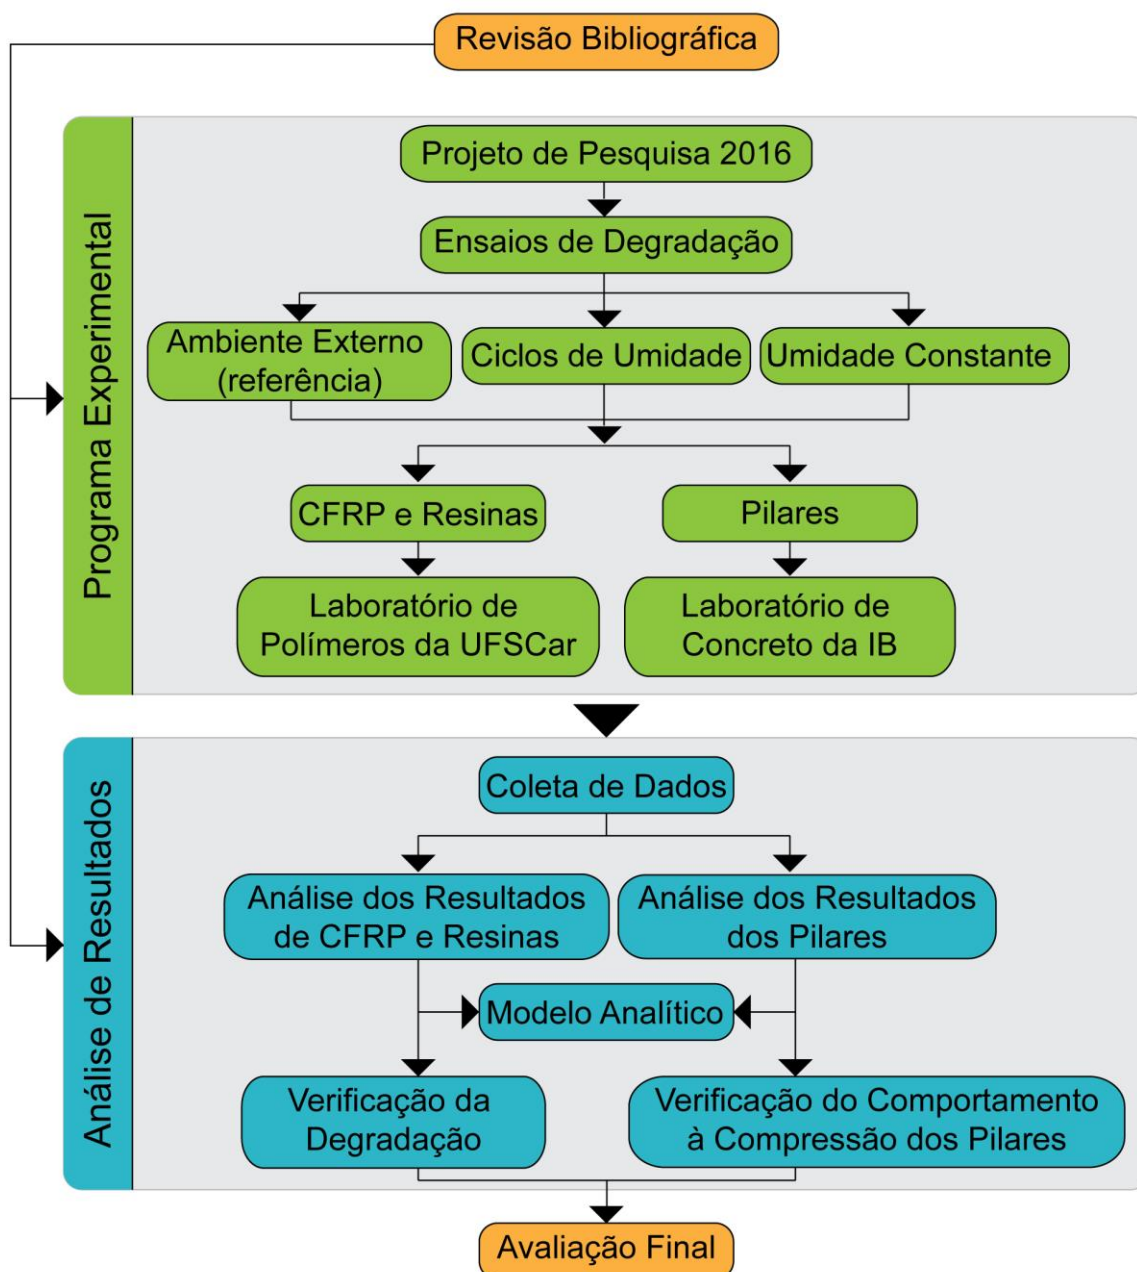 Revisão Bibliográfica
Programa Experimental
Projeto de Pesquisa 2016
Ensaios de Degradação
Ambiente Externo
(referência)
Ciclos de Umidade
Umidade Constante
CFRP e Resinas
Pilares
Laboratório de
Polímeros da UFSCar
Laboratório de
Concreto da IB
Análise de Resultados
Coleta de Dados
Análise dos Resultados
de CFRP e Resinas
Análise dos Resultados
dos Pilares
Modelo Analítico
Verificação da
Degradação
Verificação do Comportamento
à Compressão dos Pilares
Avaliação Final